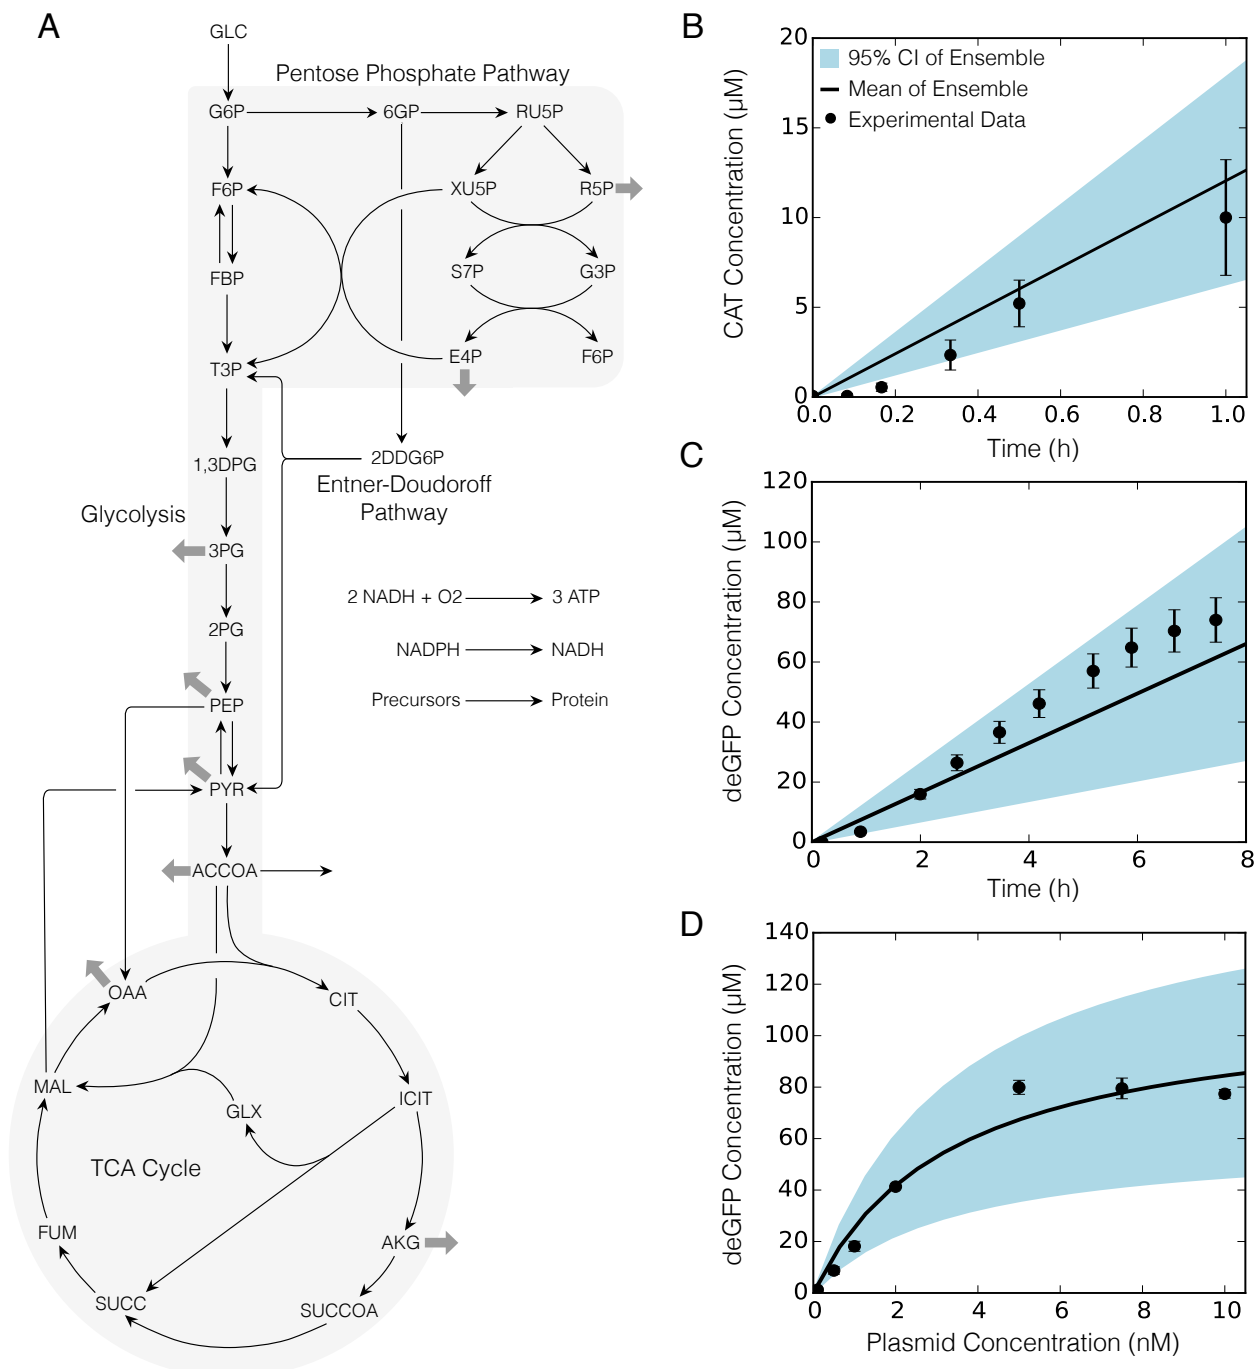 A
GLC
Pentose Phosphate Pathway
G6P
6GP
RU5P
F6P
XU5P
R5P
FBP
S7P
G3P
T3P
E4P
F6P
1,3DPG
2DDG6P
Entner-Doudoroff
Pathway
Glycolysis
3PG
2 NADH + O2
3 ATP
2PG
NADPH
NADH
PEP
Precursors
Protein
PYR
ACCOA
OAA
CIT
MAL
ICIT
GLX
TCA Cycle
FUM
AKG
SUCC
SUCCOA
B
20
15
10
5
0
CAT Concentration (µM)
95% CI of Ensemble
Mean of Ensemble
Experimental Data
0.0 0.2 0.4 0.6 0.8 1.0
Time (h)
C
120
100
80
60
40
20
0
deGFP Concentration (µM)
0 2 4 6 8
Time (h)
D
140
120
100
80
60
40
20
0
deGFP Concentration (µM)
0 2 4 6 8 10
Plasmid Concentration (nM)